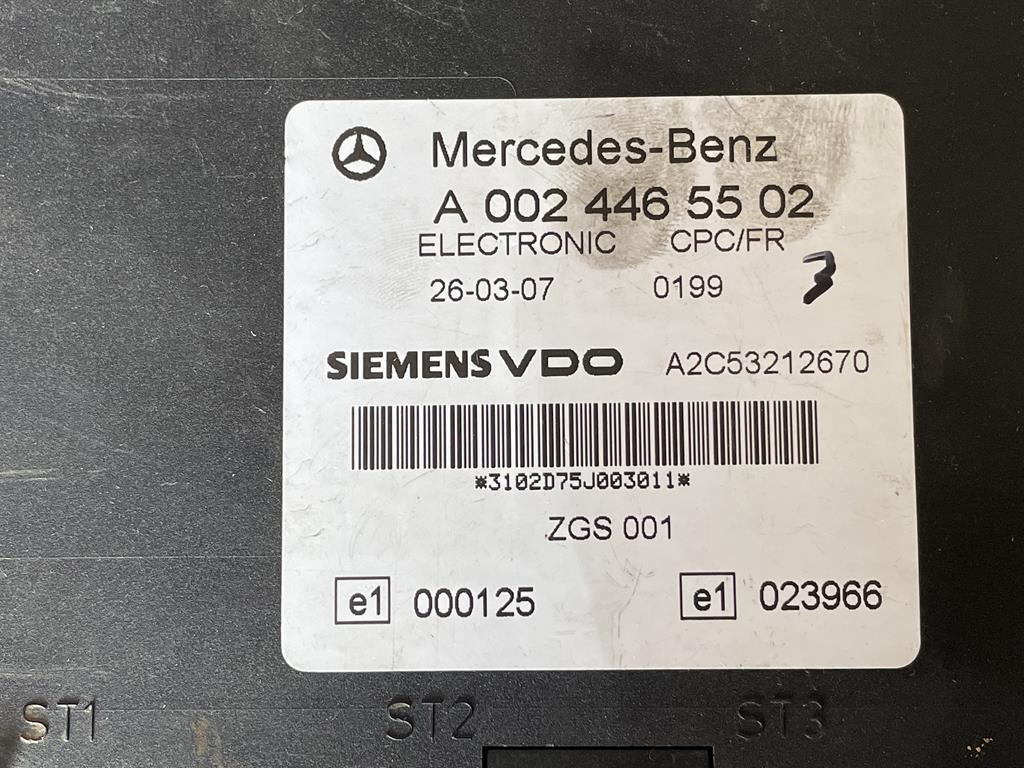 Mercedes-Benz
A 002 446 55 02
ELECTRONIC CPC/FR
26-03-07 0199 3
SIEMENS VDO A2C53212670
*3102D75J003011*
ZGS 001
e1 000125 e1 023966
ST1 ST2 ST3